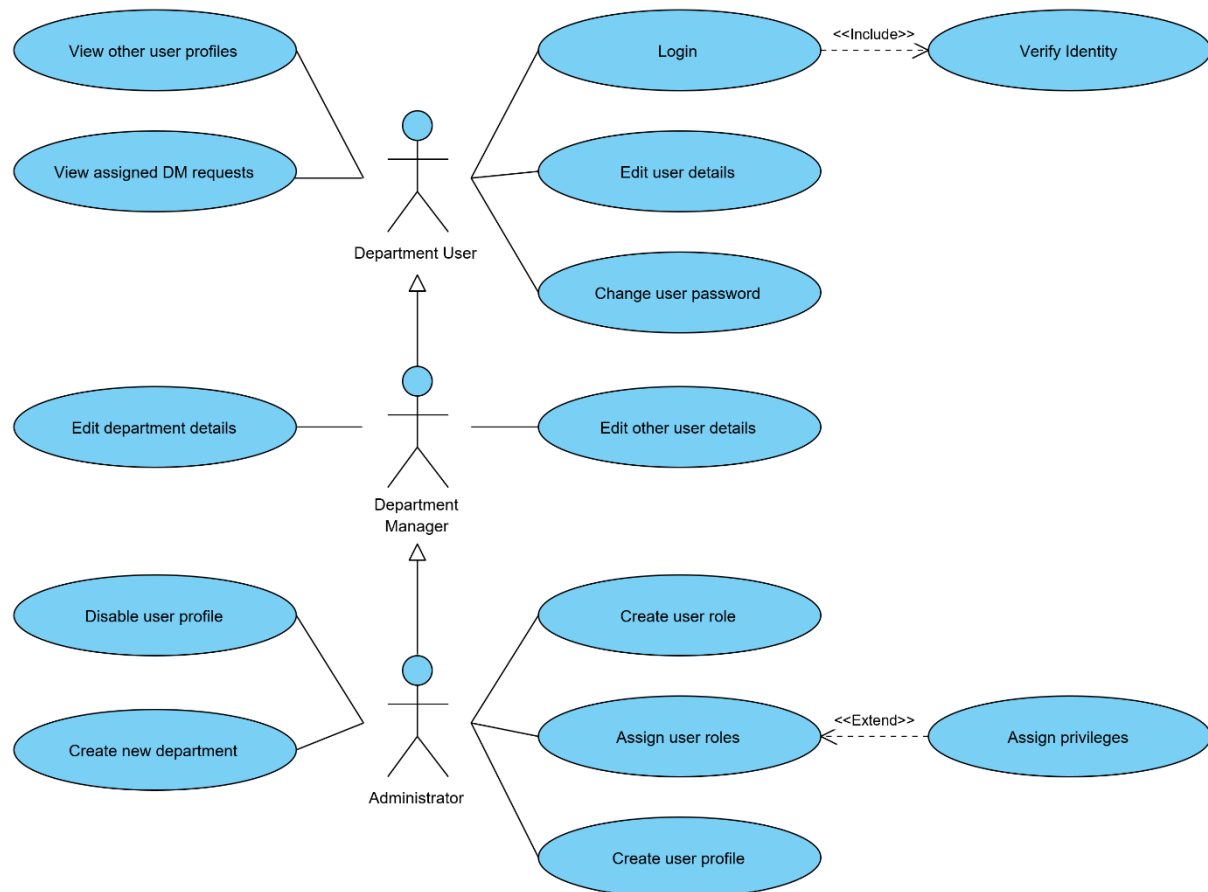 View other user profiles
Login
<<Include>>
Verify Identity
View assigned DM requests
Edit user details
Department User
Change user password
Edit department details
Edit other user details
Department
Manager
Disable user profile
Create user role
Create new department
Assign user roles
<<Extend>>
Assign privileges
Administrator
Create user profile